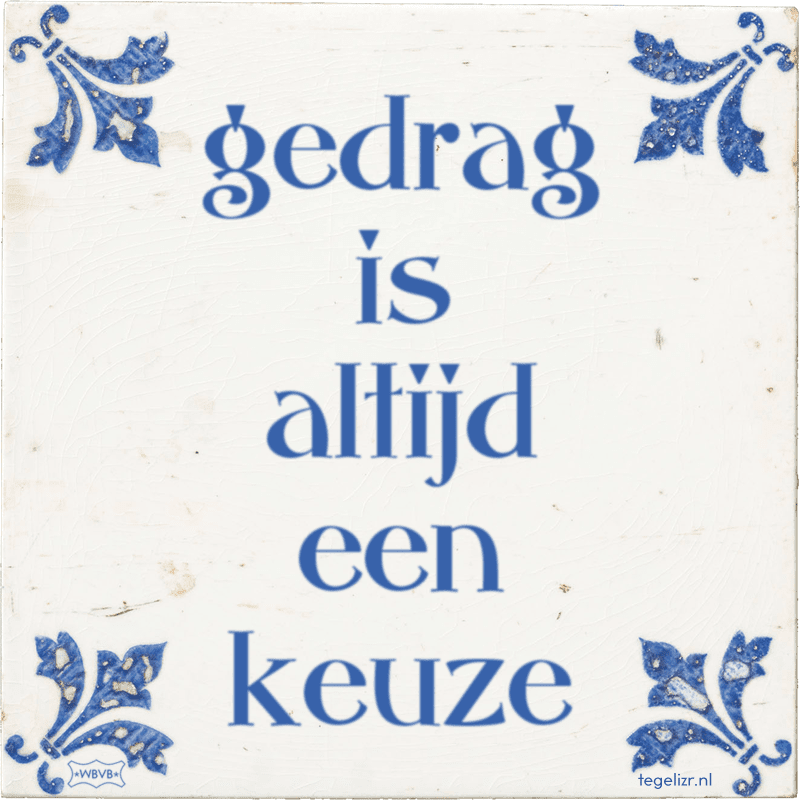 gedrag
is
altijd
een
keuze
★WBVB★
tegelizr.nl